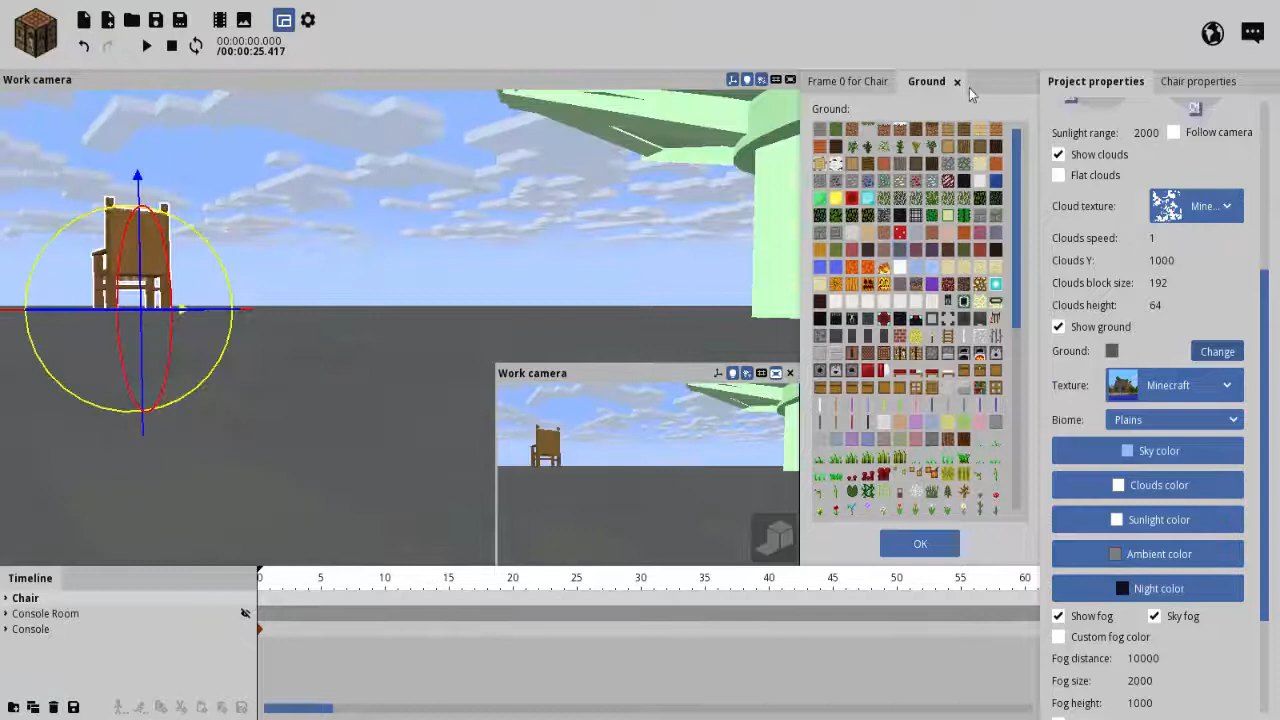 00:00:00.000
/00:00:25.417
Work camera
Frame 0 for Chair
Ground
Project properties
Chair properties
Ground:
Sunlight range: 2000
Follow camera
Show clouds
Flat clouds
Cloud texture: Mine...
Clouds speed: 1
Clouds Y: 1000
Clouds block size: 192
Clouds height: 64
Show ground
Ground: Change
Texture: Minecraft
Biome: Plains
Sky color
Clouds color
Sunlight color
Ambient color
Night color
Show fog
Sky fog
Custom fog color
Fog distance: 10000
Fog size: 2000
Fog height: 1000
Work camera
OK
Timeline
0 5 10 15 20 25 30 35 40 45 50 55 60
Chair
Console Room
Console